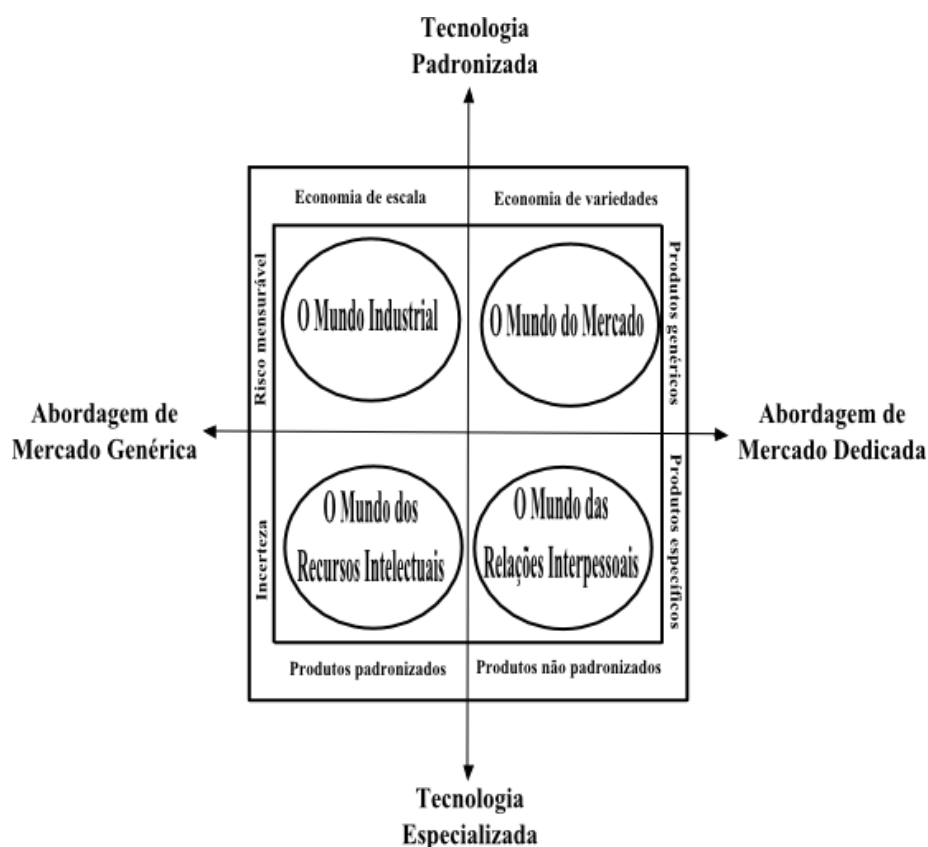 Tecnologia
Padronizada
Economia de escala
Economia de variedades
Risco mensurável
O Mundo Industrial
O Mundo do Mercado
Produtos genéricos
Abordagem de
Mercado Genérica
Abordagem de
Mercado Dedicada
Incerteza
O Mundo dos
Recursos Intelectuais
O Mundo das
Relações Interpessoais
Produtos específicos
Produtos padronizados
Produtos não padronizados
Tecnologia
Especializada